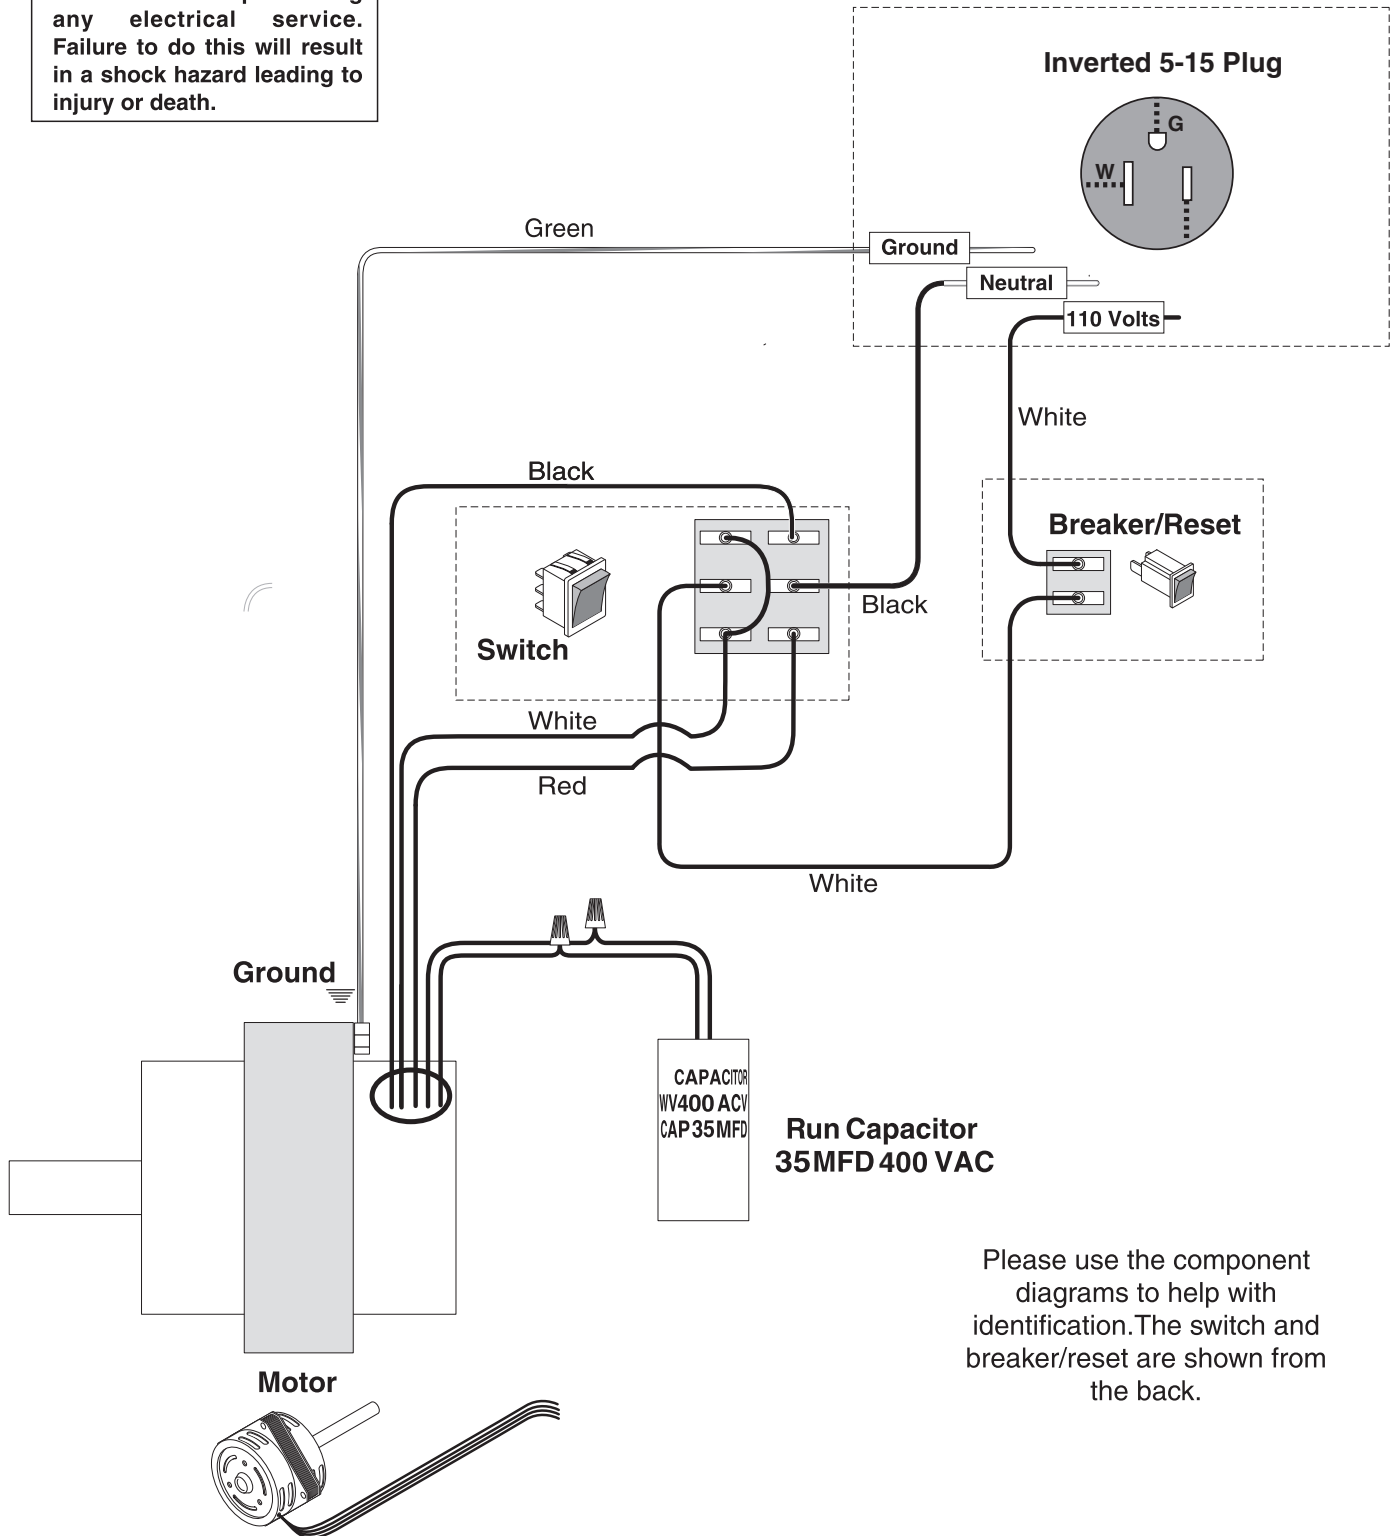 any electrical service.
Failure to do this will result
in a shock hazard leading to
injury or death.
Inverted 5-15 Plug
G
W
Green
Ground
Neutral
110 Volts
White
Black
Breaker/Reset
Switch
Black
White
Red
White
Ground
CAPACITOR
WV400 ACV
CAP 35MFD
Run Capacitor
35MFD 400 VAC
Please use the component
diagrams to help with
identification.The switch and
breaker/reset are shown from
the back.
Motor